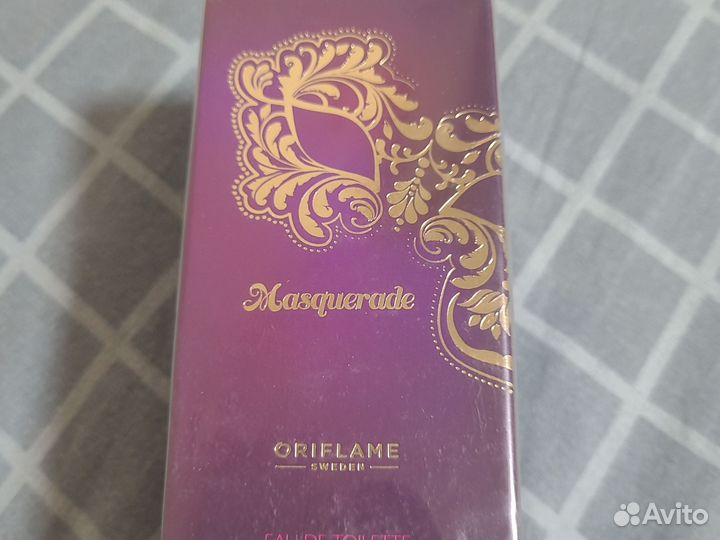 Masquerade
ORIFLAME
SWEDEN
EAU DE TOILETTE
Avito